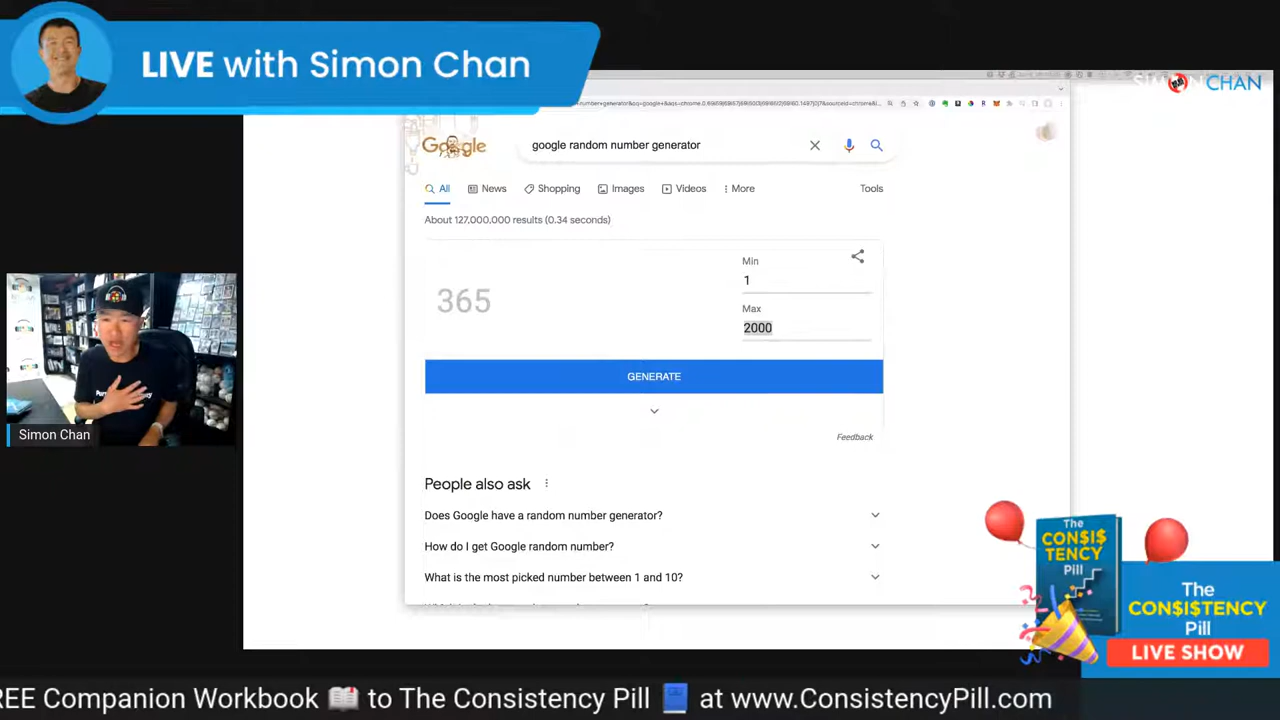 LIVE with Simon Chan
SIMON CHAN
Google
google random number generator
All
News
Shopping
Images
Videos
More
Tools
About 127,000,000 results (0.34 seconds)
365
Min
1
Max
2000
GENERATE
Feedback
People also ask
Does Google have a random number generator?
How do I get Google random number?
What is the most picked number between 1 and 10?
Simon Chan
The
CON$I$
TENCY
Pill
The
CON$I$TENCY
Pill
LIVE SHOW
REE Companion Workbook 📖 to The Consistency Pill 📘 at www.ConsistencyPill.com